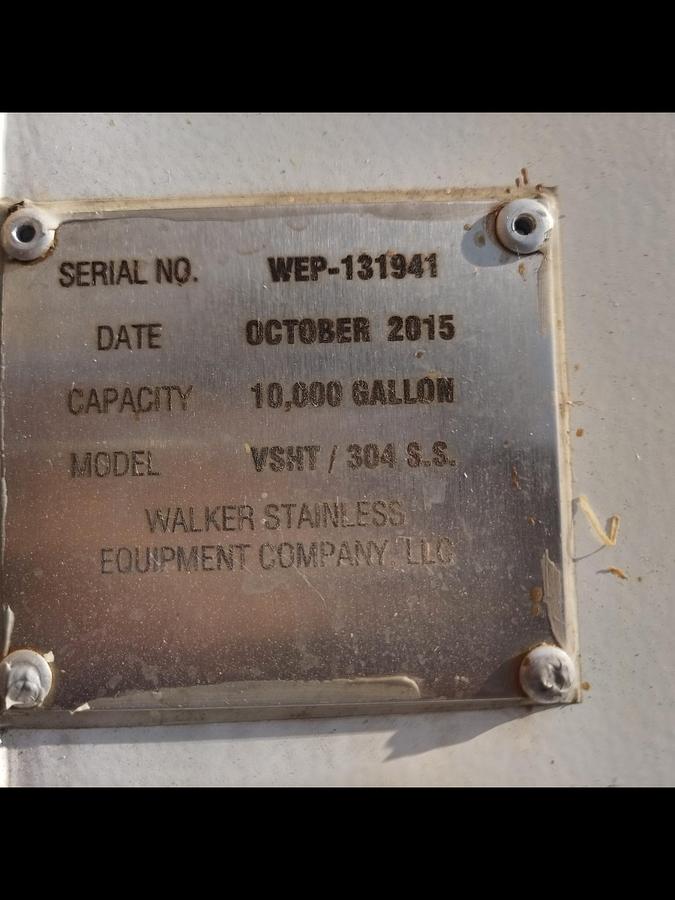 SERIAL NO. WEP-131941
DATE OCTOBER 2015
CAPACITY 10,000 GALLON
MODEL VSHT / 304 S.S.
WALKER STAINLESS
EQUIPMENT COMPANY, LLC